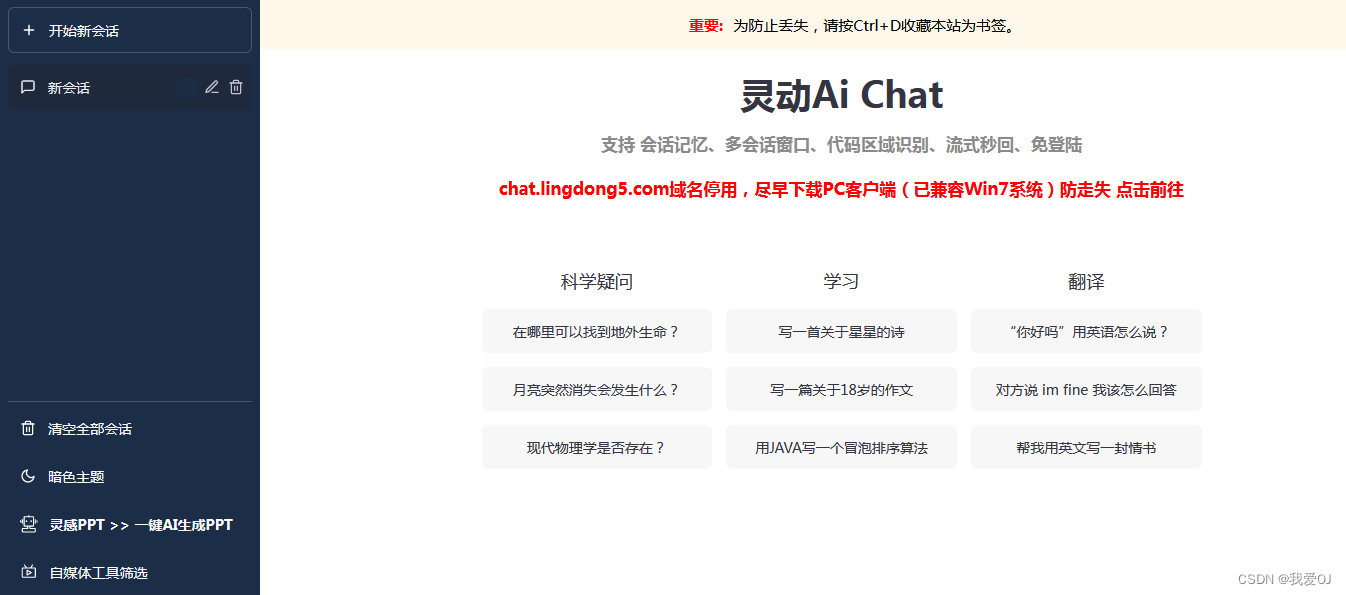 开始新会话
新会话
清空全部会话
暗色主题
灵感PPT >> 一键AI生成PPT
自媒体工具筛选
重要: 为防止丢失，请按Ctrl+D收藏本站为书签。
灵动Ai Chat
支持 会话记忆、多会话窗口、代码区域识别、流式秒回、免登陆
chat.lingdong5.com域名停用，尽早下载PC客户端（已兼容Win7系统）防走失 点击前往
科学疑问
在哪里可以找到地外生命？
月亮突然消失会发生什么？
现代物理学是否存在？
学习
写一首关于星星的诗
写一篇关于18岁的作文
用JAVA写一个冒泡排序算法
翻译
“你好吗”用英语怎么说？
对方说 im fine 我该怎么回答
帮我用英文写一封情书
CSDN @我爱OJ